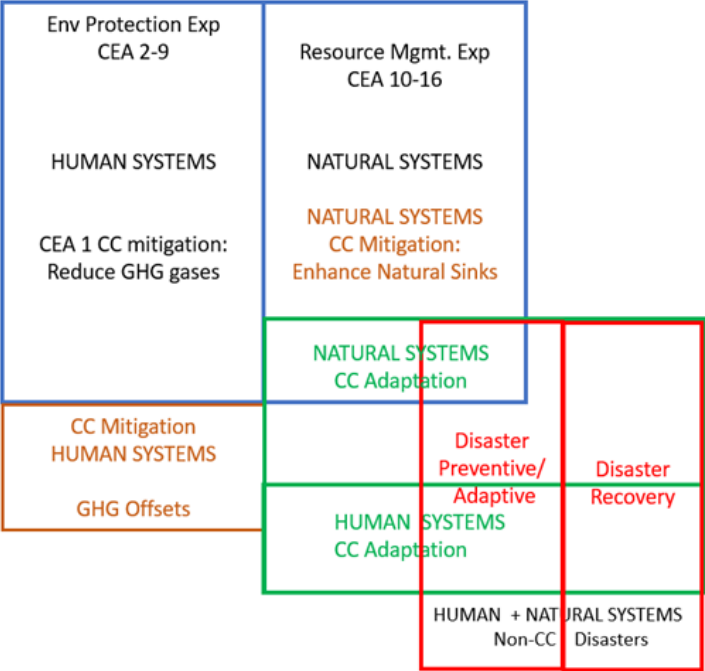 Env Protection Exp
CEA 2-9
HUMAN SYSTEMS
CEA 1 CC mitigation:
Reduce GHG gases
Resource Mgmt. Exp
CEA 10-16
NATURAL SYSTEMS
NATURAL SYSTEMS
CC Mitigation:
Enhance Natural Sinks
NATURAL SYSTEMS
CC Adaptation
CC Mitigation
HUMAN SYSTEMS
GHG Offsets
Disaster
Preventive/
Adaptive
Disaster
Recovery
HUMAN SYSTEMS
CC Adaptation
HUMAN + NATURAL SYSTEMS
Non-CC Disasters